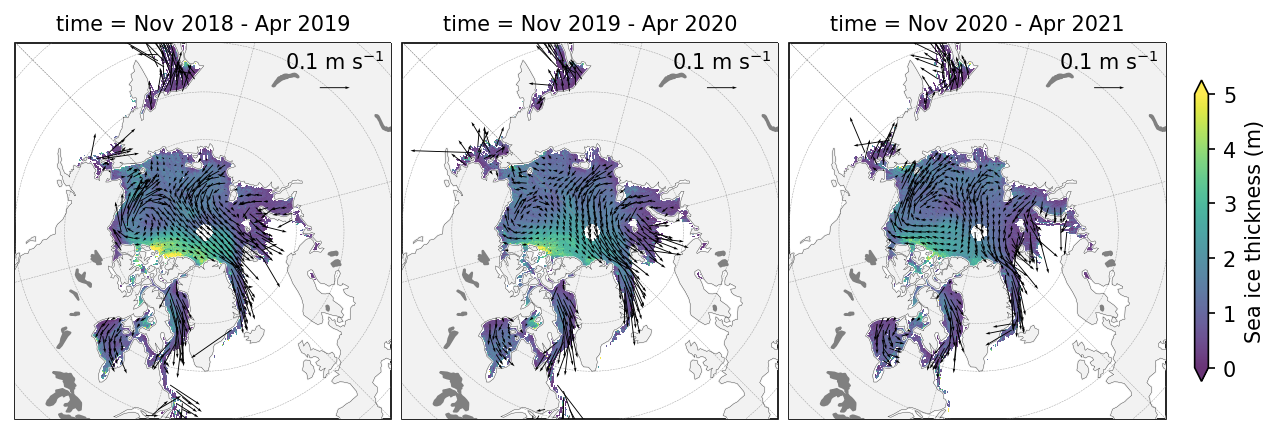 time = Nov 2018 - Apr 2019
time = Nov 2019 - Apr 2020
time = Nov 2020 - Apr 2021
0.1 m s⁻¹
0.1 m s⁻¹
0.1 m s⁻¹
5
4
3
2
1
0
Sea ice thickness (m)